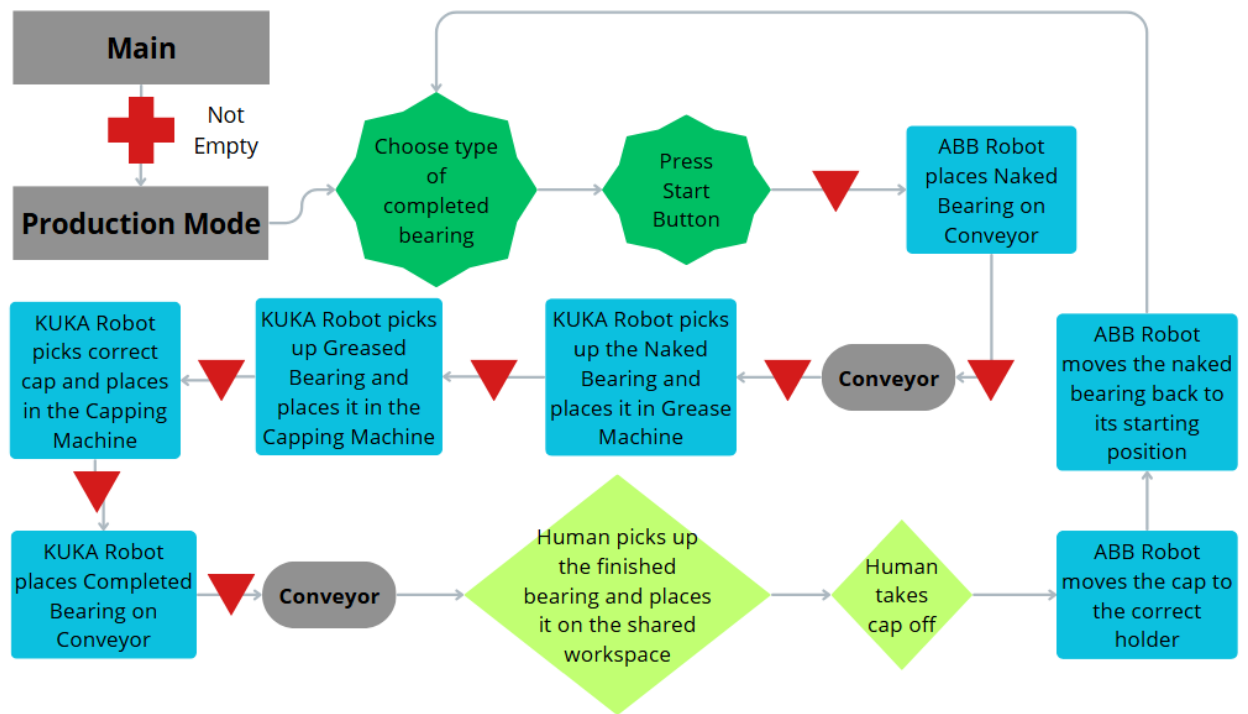 Main
Not
Empty
Production Mode
Choose type
of
completed
bearing
Press
Start
Button
ABB Robot
places Naked
Bearing on
Conveyor
KUKA Robot
picks correct
cap and places
in the Capping
Machine
KUKA Robot picks
up Greased
Bearing and
places it in the
Capping Machine
KUKA Robot picks
up the Naked
Bearing and
places it in Grease
Machine
Conveyor
ABB Robot
moves the naked
bearing back to
its starting
position
KUKA Robot
places Completed
Bearing on
Conveyor
Conveyor
Human picks up
the finished
bearing and places
it on the shared
workspace
Human
takes
cap off
ABB Robot
moves the cap to
the correct
holder